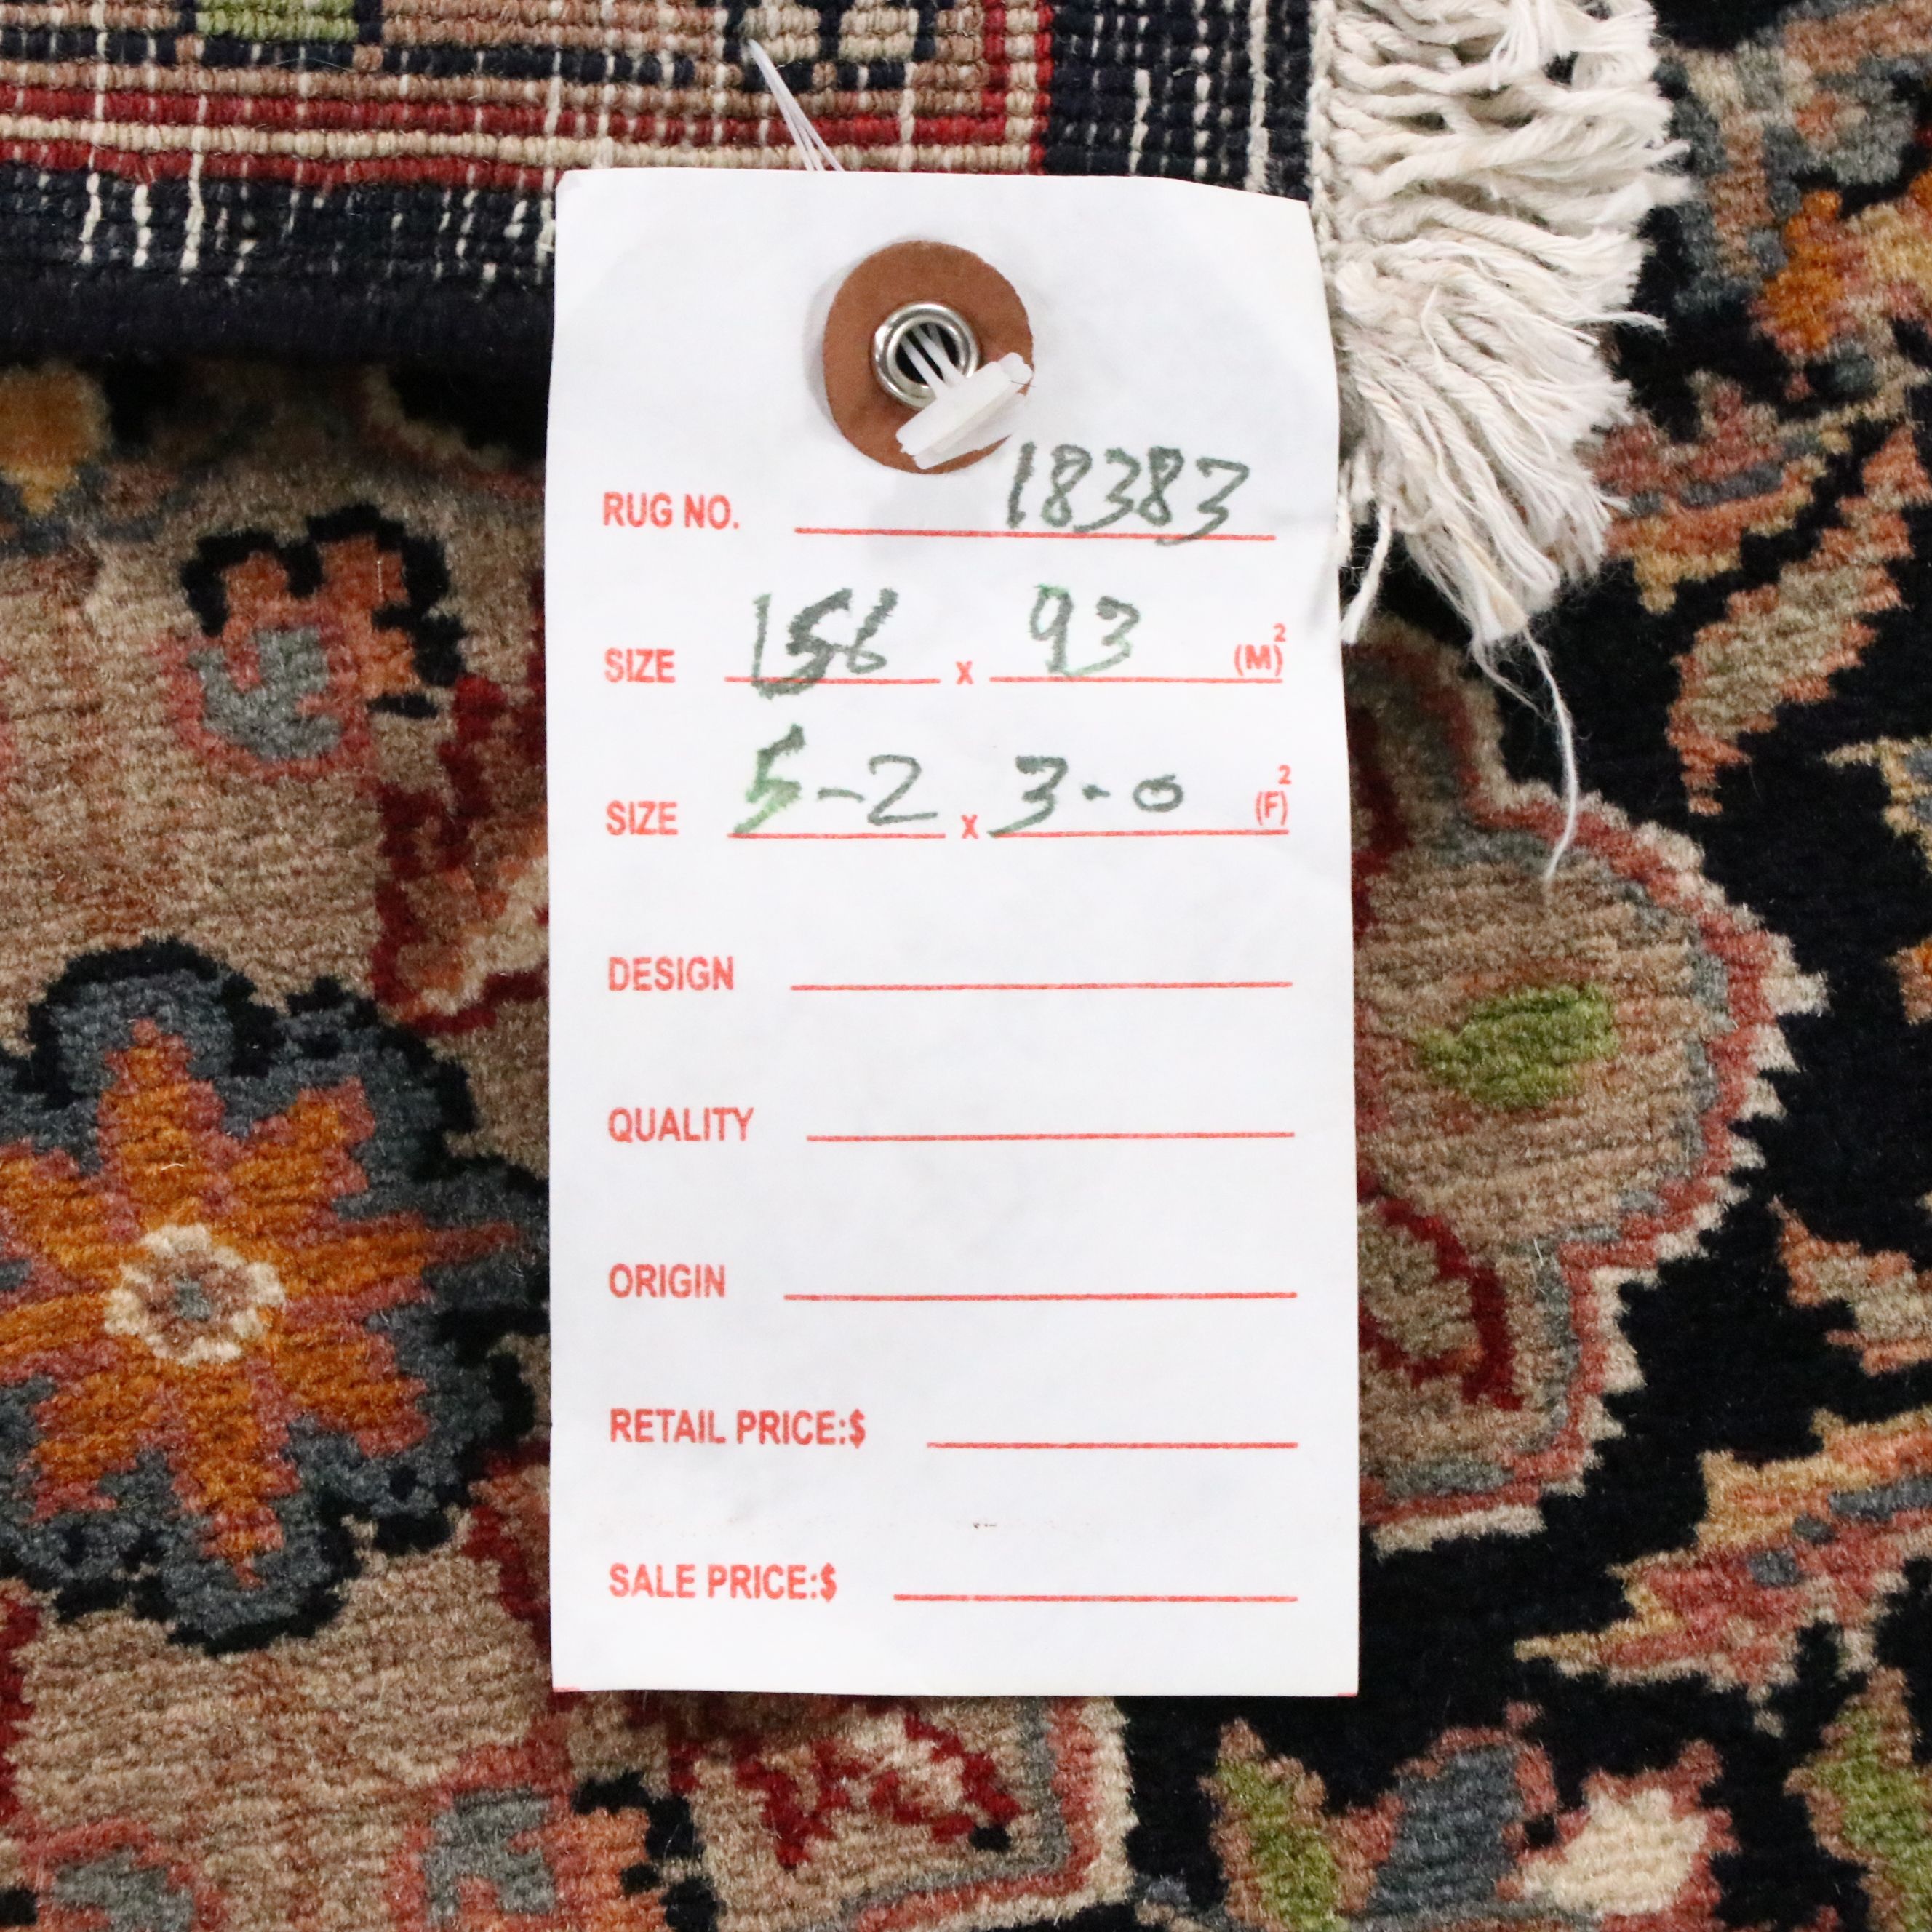 RUG NO. 18383
SIZE 156 x 93 (M)²
SIZE 5-2 x 3-0 (F)²
DESIGN
QUALITY
ORIGIN
RETAIL PRICE:$
SALE PRICE:$